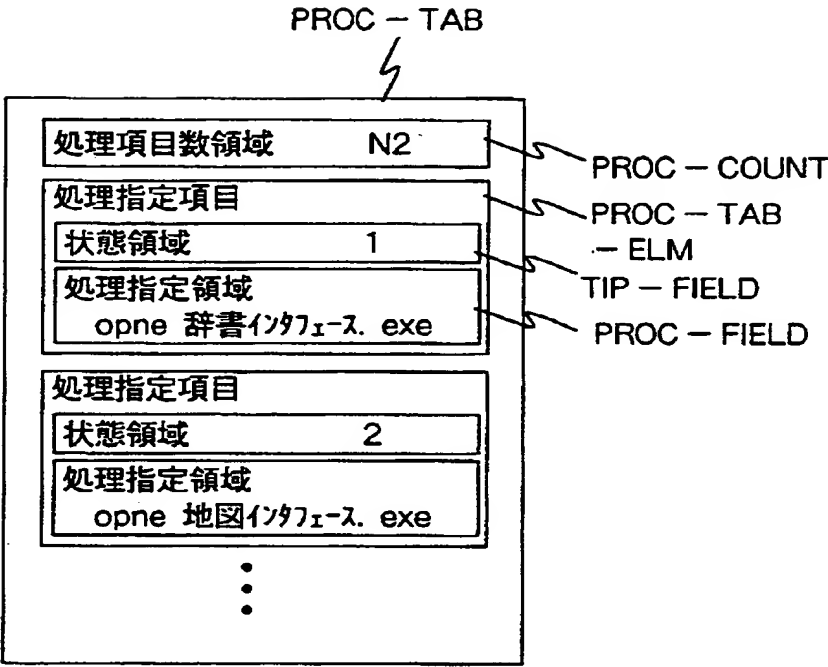 PROC－TAB
処理項目数領域 N2
PROC－COUNT
処理指定項目
PROC－TAB
－ELM
状態領域 1
TIP－FIELD
処理指定領域
opne 辞書ｲﾝﾀﾌｪｰｽ. exe
PROC－FIELD
処理指定項目
状態領域 2
処理指定領域
opne 地図ｲﾝﾀﾌｪｰｽ. exe